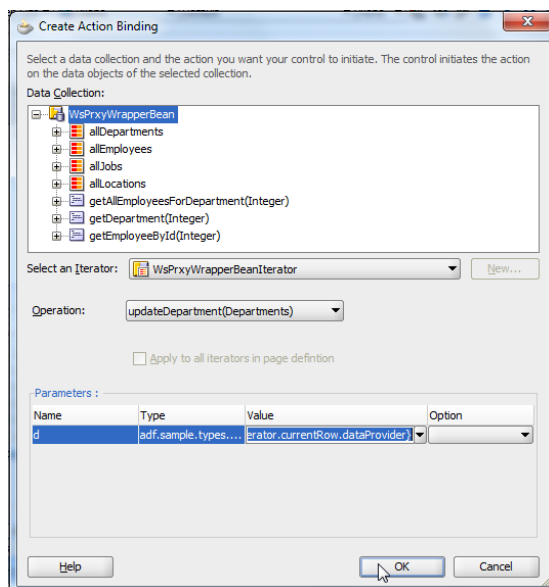 Create Action Binding
Select a data collection and the action you want your control to initiate. The control initiates the action
on the data objects of the selected collection.
Data Collection:
WsPrxyWrapperBean
allDepartments
allEmployees
allJobs
allLocations
getAllEmployeesForDepartment(Integer)
getDepartment(Integer)
getEmployeeById(Integer)
Select an Iterator: WsPrxyWrapperBeanIterator New...
Operation: updateDepartment(Departments)
Apply to all iterators in page defintion
Parameters :
Name Type Value Option
d adf.sample.types.... erator.currentRow.dataProvider}
Help OK Cancel